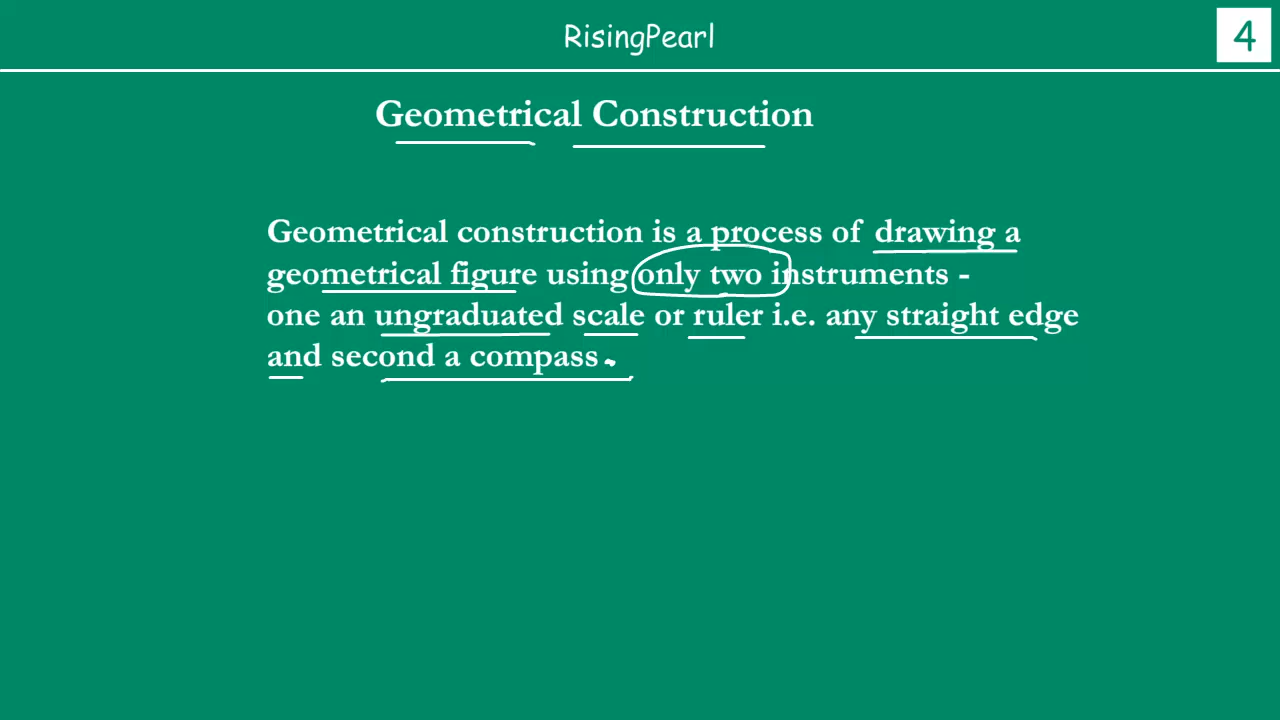 RisingPearl
4
Geometrical Construction
Geometrical construction is a process of drawing a
geometrical figure using only two instruments -
one an ungraduated scale or ruler i.e. any straight edge
and second a compass .